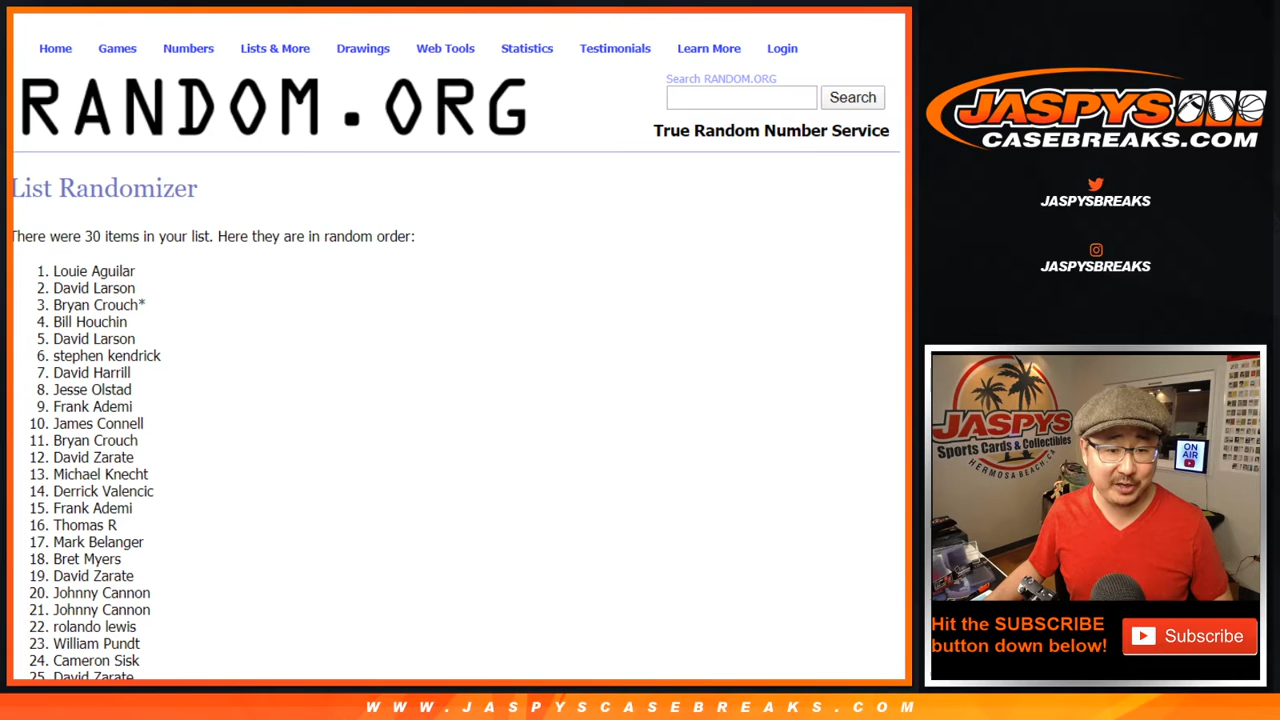 Home Games Numbers Lists & More Drawings Web Tools Statistics Testimonials Learn More Login
RANDOM.ORG
Search RANDOM.ORG
Search
True Random Number Service
List Randomizer
There were 30 items in your list. Here they are in random order:
1. Louie Aguilar
2. David Larson
3. Bryan Crouch*
4. Bill Houchin
5. David Larson
6. stephen kendrick
7. David Harrill
8. Jesse Olstad
9. Frank Ademi
10. James Connell
11. Bryan Crouch
12. David Zarate
13. Michael Knecht
14. Derrick Valencic
15. Frank Ademi
16. Thomas R
17. Mark Belanger
18. Bret Myers
19. David Zarate
20. Johnny Cannon
21. Johnny Cannon
22. rolando lewis
23. William Pundt
24. Cameron Sisk
25. David Zarate
JASPYS
CASEBREAKS.COM
JASPYSBREAKS
JASPYSBREAKS
JASPYS
Sports Cards & Collectibles
HERMOSA BEACH, CA
ON
AIR
Hit the SUBSCRIBE
button down below!
Subscribe
WWW.JASPYSCASEBREAKS.COM